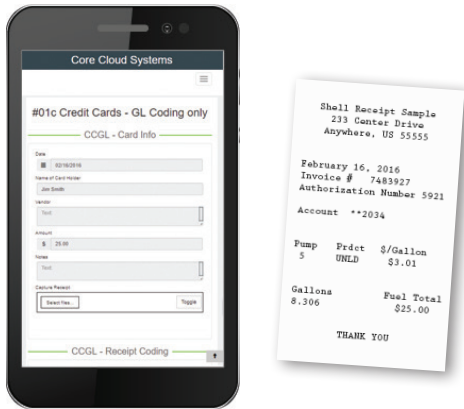 Core Cloud Systems
#01c Credit Cards - GL Coding only
CCGL - Card Info
Date
02/16/2016
Name of Card Holder
Jon Smith
Vendor
Text
Amount
$ 25.00
Notes
Text
Capture Receipt
Select files...
Toggle
CCGL - Receipt Coding
Shell Receipt Sample
233 Center Drive
Anywhere, US 55555
February 16, 2016
Invoice # 7483927
Authorization Number 5921
Account **2034
Pump Prdct $/Gallon
5 UNLD $3.01
Gallons Fuel Total
8.306 $25.00
THANK YOU